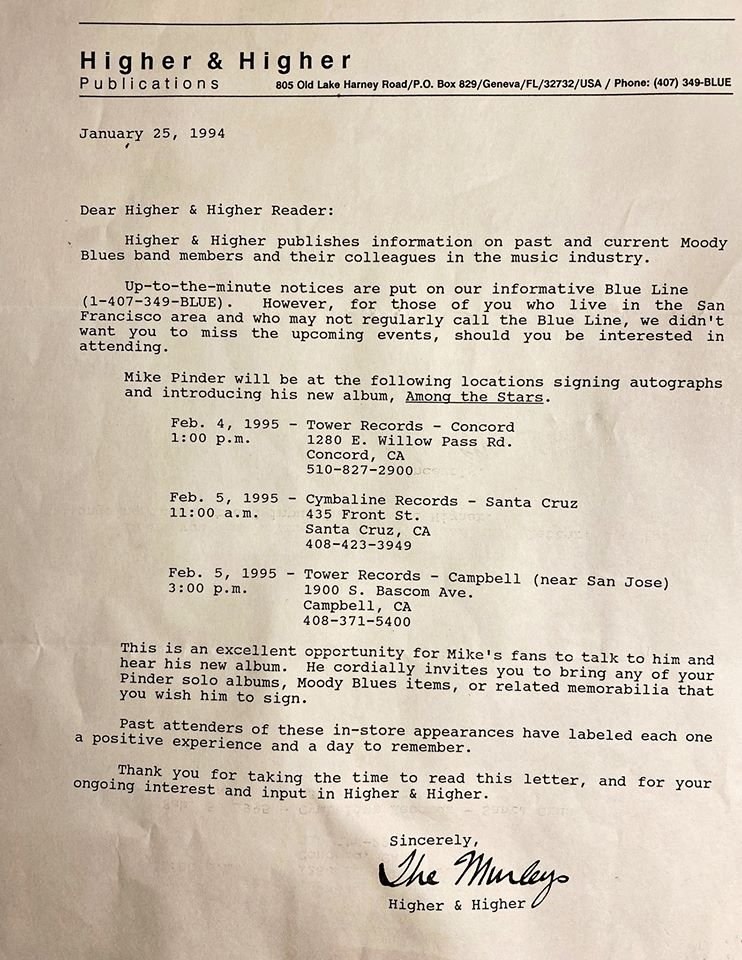 Higher & Higher
Publications 805 Old Lake Harney Road/P.O. Box 829/Geneva/FL/32732/USA / Phone: (407) 349-BLUE
January 25, 1994
Dear Higher & Higher Reader:
Higher & Higher publishes information on past and current Moody
Blues band members and their colleagues in the music industry.
Up-to-the-minute notices are put on our informative Blue Line
(1-407-349-BLUE). However, for those of you who live in the San
Francisco area and who may not regularly call the Blue Line, we didn't
want you to miss the upcoming events, should you be interested in
attending.
Mike Pinder will be at the following locations signing autographs
and introducing his new album, Among the Stars.
Feb. 4, 1995 - Tower Records - Concord
1:00 p.m. 1280 E. Willow Pass Rd.
Concord, CA
510-827-2900
Feb. 5, 1995 - Cymbaline Records - Santa Cruz
11:00 a.m. 435 Front St.
Santa Cruz, CA
408-423-3949
Feb. 5, 1995 - Tower Records - Campbell (near San Jose)
3:00 p.m. 1900 S. Bascom Ave.
Campbell, CA
408-371-5400
This is an excellent opportunity for Mike's fans to talk to him and
hear his new album. He cordially invites you to bring any of your
Pinder solo albums, Moody Blues items, or related memorabilia that
you wish him to sign.
Past attenders of these in-store appearances have labeled each one
a positive experience and a day to remember.
Thank you for taking the time to read this letter, and for your
ongoing interest and input in Higher & Higher.
Sincerely,
The Murleys
Higher & Higher